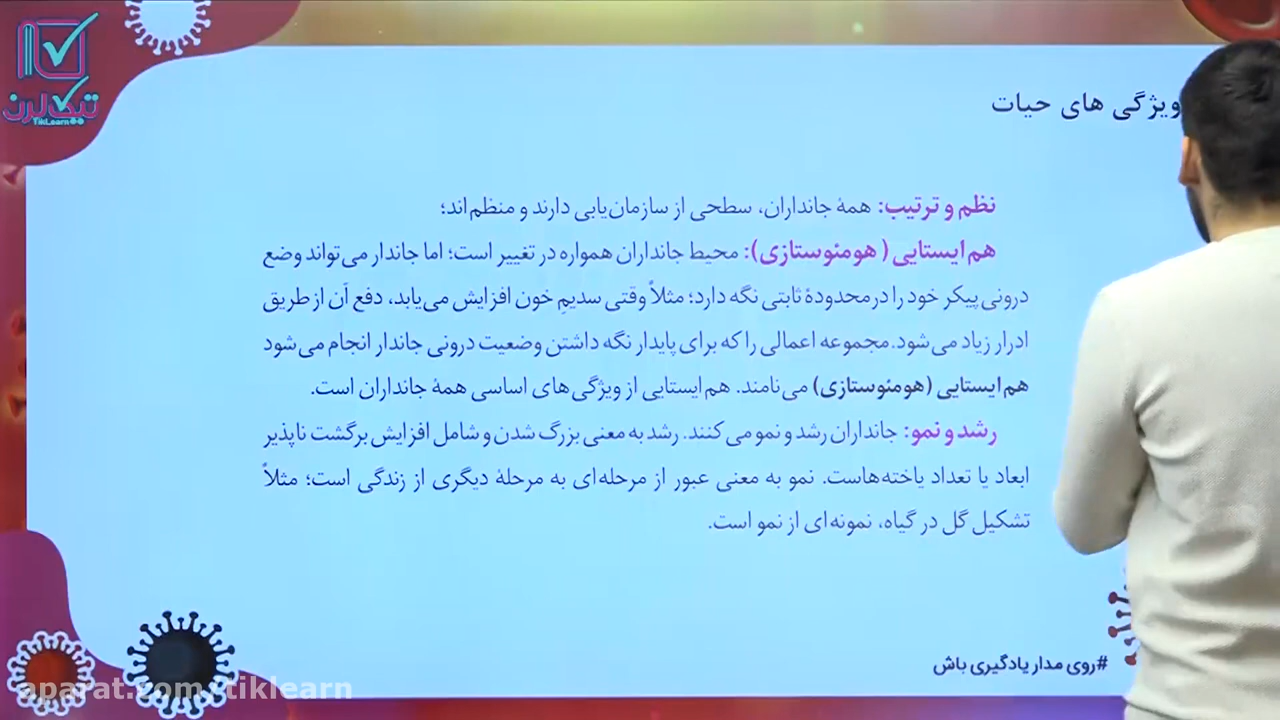 ویژگی های حیات
نظم و ترتیب: همهٔ جانداران، سطحی از سازمان‌یابی دارند و منظم‌اند؛
هم‌ایستایی ( هومئوستازی): محیط جانداران همواره در تغییر است؛ اما جاندار می‌تواند وضع
درونی پیکر خود را در محدودهٔ ثابتی نگه دارد؛ مثلاً وقتی سدیمِ خون افزایش می‌یابد، دفع آن از طریق
ادرار زیاد می‌شود. مجموعه اعمالی را که برای پایدار نگه داشتن وضعیت درونی جاندار انجام می‌شود
هم‌ایستایی (هومئوستازی) می‌نامند. هم‌ایستایی از ویژگی‌های اساسی همهٔ جانداران است.
رشد و نمو: جانداران رشد و نمو می کنند. رشد به معنی بزرگ شدن و شامل افزایش برگشت ناپذیر
ابعاد یا تعداد یاخته‌هاست. نمو به معنی عبور از مرحله‌ای به مرحلهٔ دیگری از زندگی است؛ مثلاً
تشکیل گل در گیاه، نمونه‌ای از نمو است.
#روی مدار یادگیری باش
تیک لرن
TikLearn
aparat.com/tiklearn